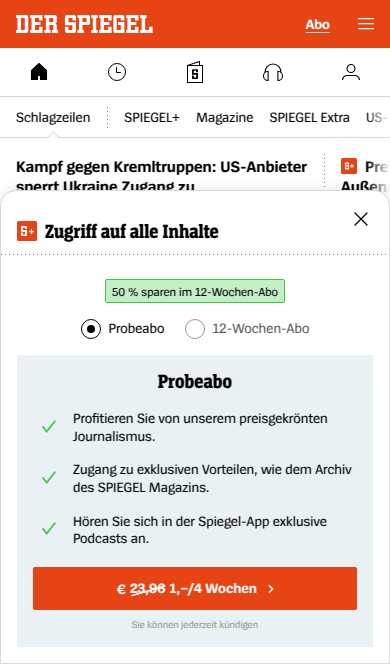 DER SPIEGEL
Abo
Schlagzeilen
SPIEGEL+
Magazine
SPIEGEL Extra
US-
Kampf gegen Kremltruppen: US-Anbieter
sperrt Ukraine Zugang zu
S+ Pre
Außen
S+ Zugriff auf alle Inhalte
50 % sparen im 12-Wochen-Abo
Probeabo
12-Wochen-Abo
Probeabo
Profitieren Sie von unserem preisgekrönten
Journalismus.
Zugang zu exklusiven Vorteilen, wie dem Archiv
des SPIEGEL Magazins.
Hören Sie sich in der Spiegel-App exklusive
Podcasts an.
€ 23,96 1,–/4 Wochen
Sie können jederzeit kündigen